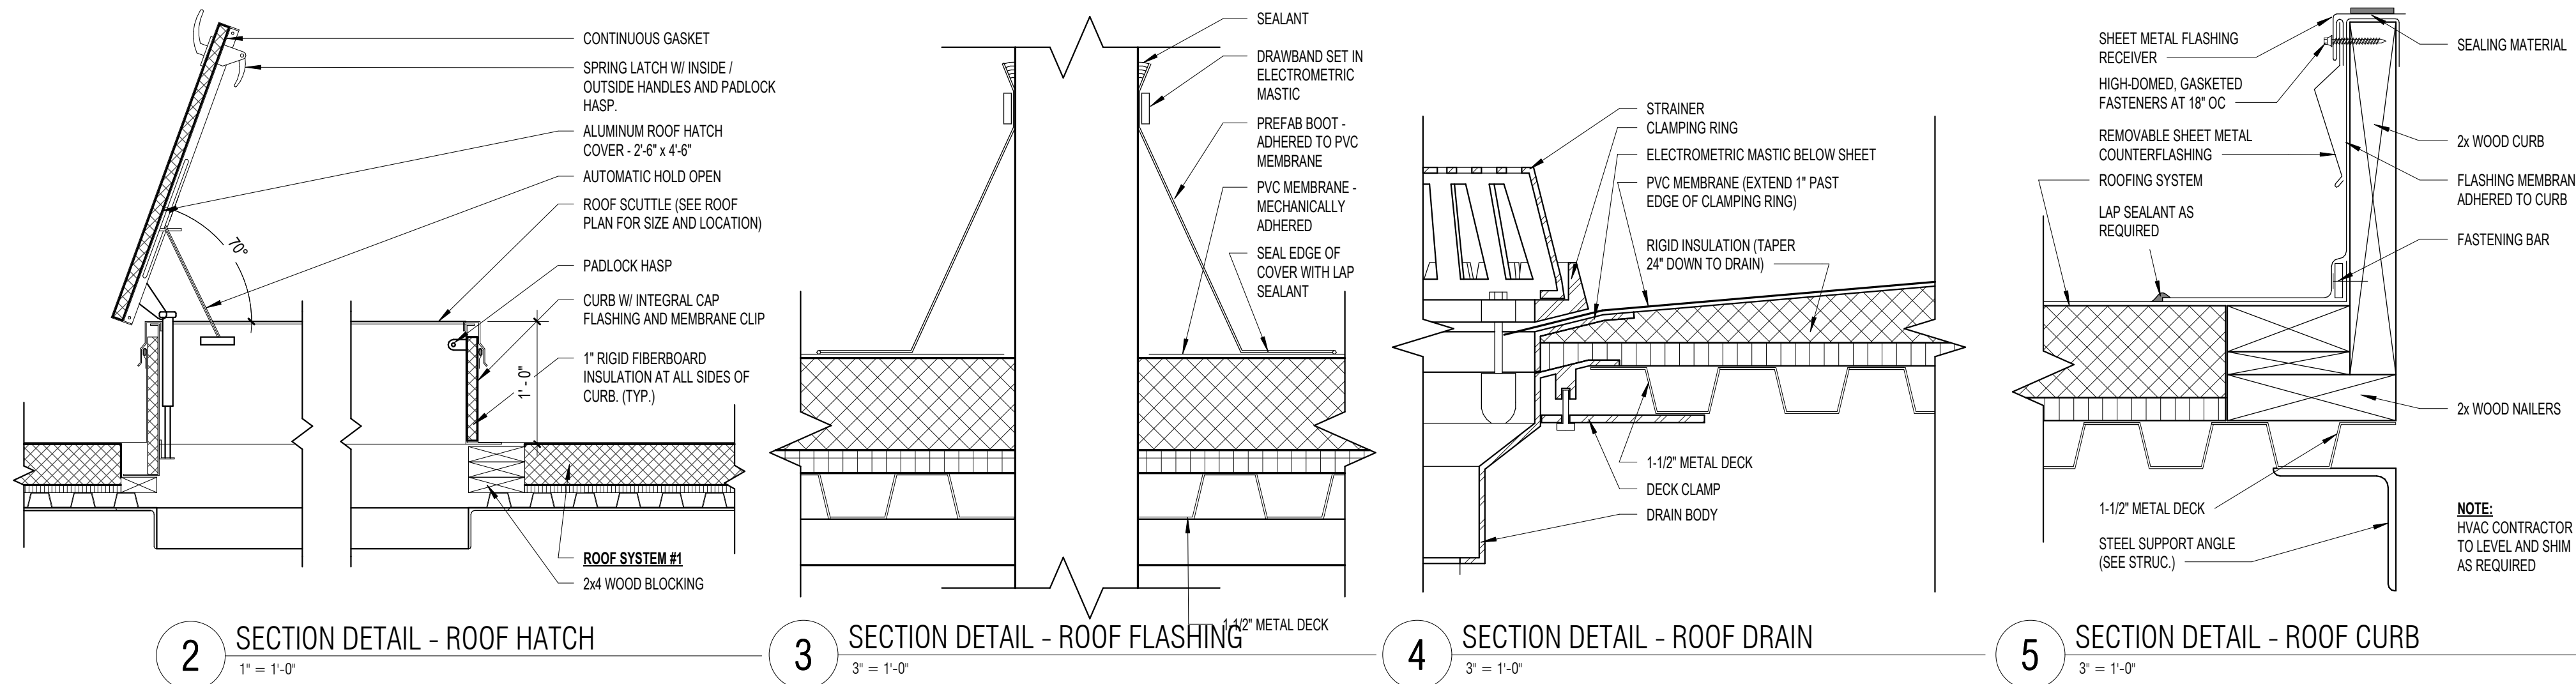 CONTINUOUS GASKET
SPRING LATCH W/ INSIDE /
OUTSIDE HANDLES AND PADLOCK
HASP.
ALUMINUM ROOF HATCH
COVER - 2'-6" x 4'-6"
AUTOMATIC HOLD OPEN
ROOF SCUTTLE (SEE ROOF
PLAN FOR SIZE AND LOCATION)
70°
PADLOCK HASP
CURB W/ INTEGRAL CAP
FLASHING AND MEMBRANE CLIP
1" RIGID FIBERBOARD
INSULATION AT ALL SIDES OF
CURB. (TYP.)
1' - 0"
ROOF SYSTEM #1
2x4 WOOD BLOCKING
2
SECTION DETAIL - ROOF HATCH
1" = 1'-0"
SEALANT
DRAWBAND SET IN
ELECTROMETRIC
MASTIC
PREFAB BOOT -
ADHERED TO PVC
MEMBRANE
PVC MEMBRANE -
MECHANICALLY
ADHERED
SEAL EDGE OF
COVER WITH LAP
SEALANT
1-1/2" METAL DECK
3
SECTION DETAIL - ROOF FLASHING
3" = 1'-0"
STRAINER
CLAMPING RING
ELECTROMETRIC MASTIC BELOW SHEET
PVC MEMBRANE (EXTEND 1" PAST
EDGE OF CLAMPING RING)
RIGID INSULATION (TAPER
24" DOWN TO DRAIN)
1-1/2" METAL DECK
DECK CLAMP
DRAIN BODY
4
SECTION DETAIL - ROOF DRAIN
3" = 1'-0"
SHEET METAL FLASHING
RECEIVER
HIGH-DOMED, GASKETED
FASTENERS AT 18" OC
REMOVABLE SHEET METAL
COUNTERFLASHING
ROOFING SYSTEM
LAP SEALANT AS
REQUIRED
1-1/2" METAL DECK
STEEL SUPPORT ANGLE
(SEE STRUC.)
SEALING MATERIAL
2x WOOD CURB
FLASHING MEMBRAN
ADHERED TO CURB
FASTENING BAR
2x WOOD NAILERS
NOTE:
HVAC CONTRACTOR
TO LEVEL AND SHIM
AS REQUIRED
5
SECTION DETAIL - ROOF CURB
3" = 1'-0"